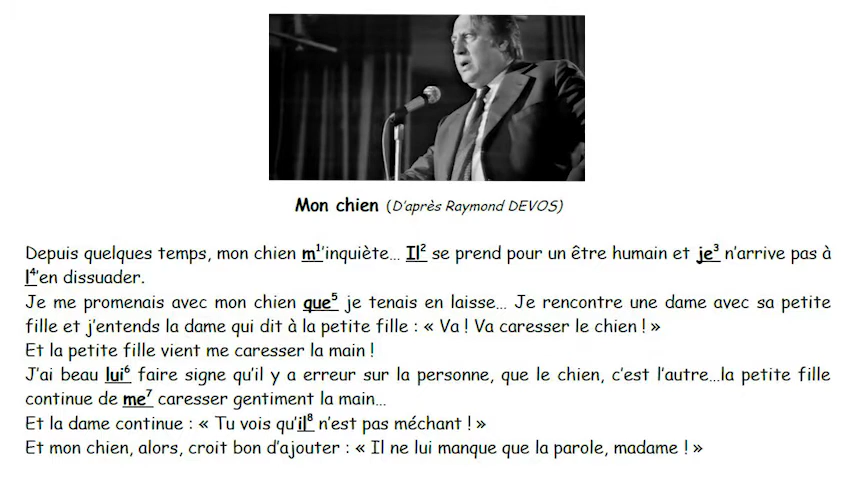 Mon chien (D'après Raymond DEVOS)
Depuis quelques temps, mon chien m¹'inquiète... Il² se prend pour un être humain et je³ n'arrive pas à
l⁴'en dissuader.
Je me promenais avec mon chien que⁵ je tenais en laisse... Je rencontre une dame avec sa petite
fille et j'entends la dame qui dit à la petite fille : « Va ! Va caresser le chien ! »
Et la petite fille vient me caresser la main !
J'ai beau lui⁶ faire signe qu'il y a erreur sur la personne, que le chien, c'est l'autre...la petite fille
continue de me⁷ caresser gentiment la main...
Et la dame continue : « Tu vois qu'il⁸ n'est pas méchant ! »
Et mon chien, alors, croit bon d'ajouter : « Il ne lui manque que la parole, madame ! »